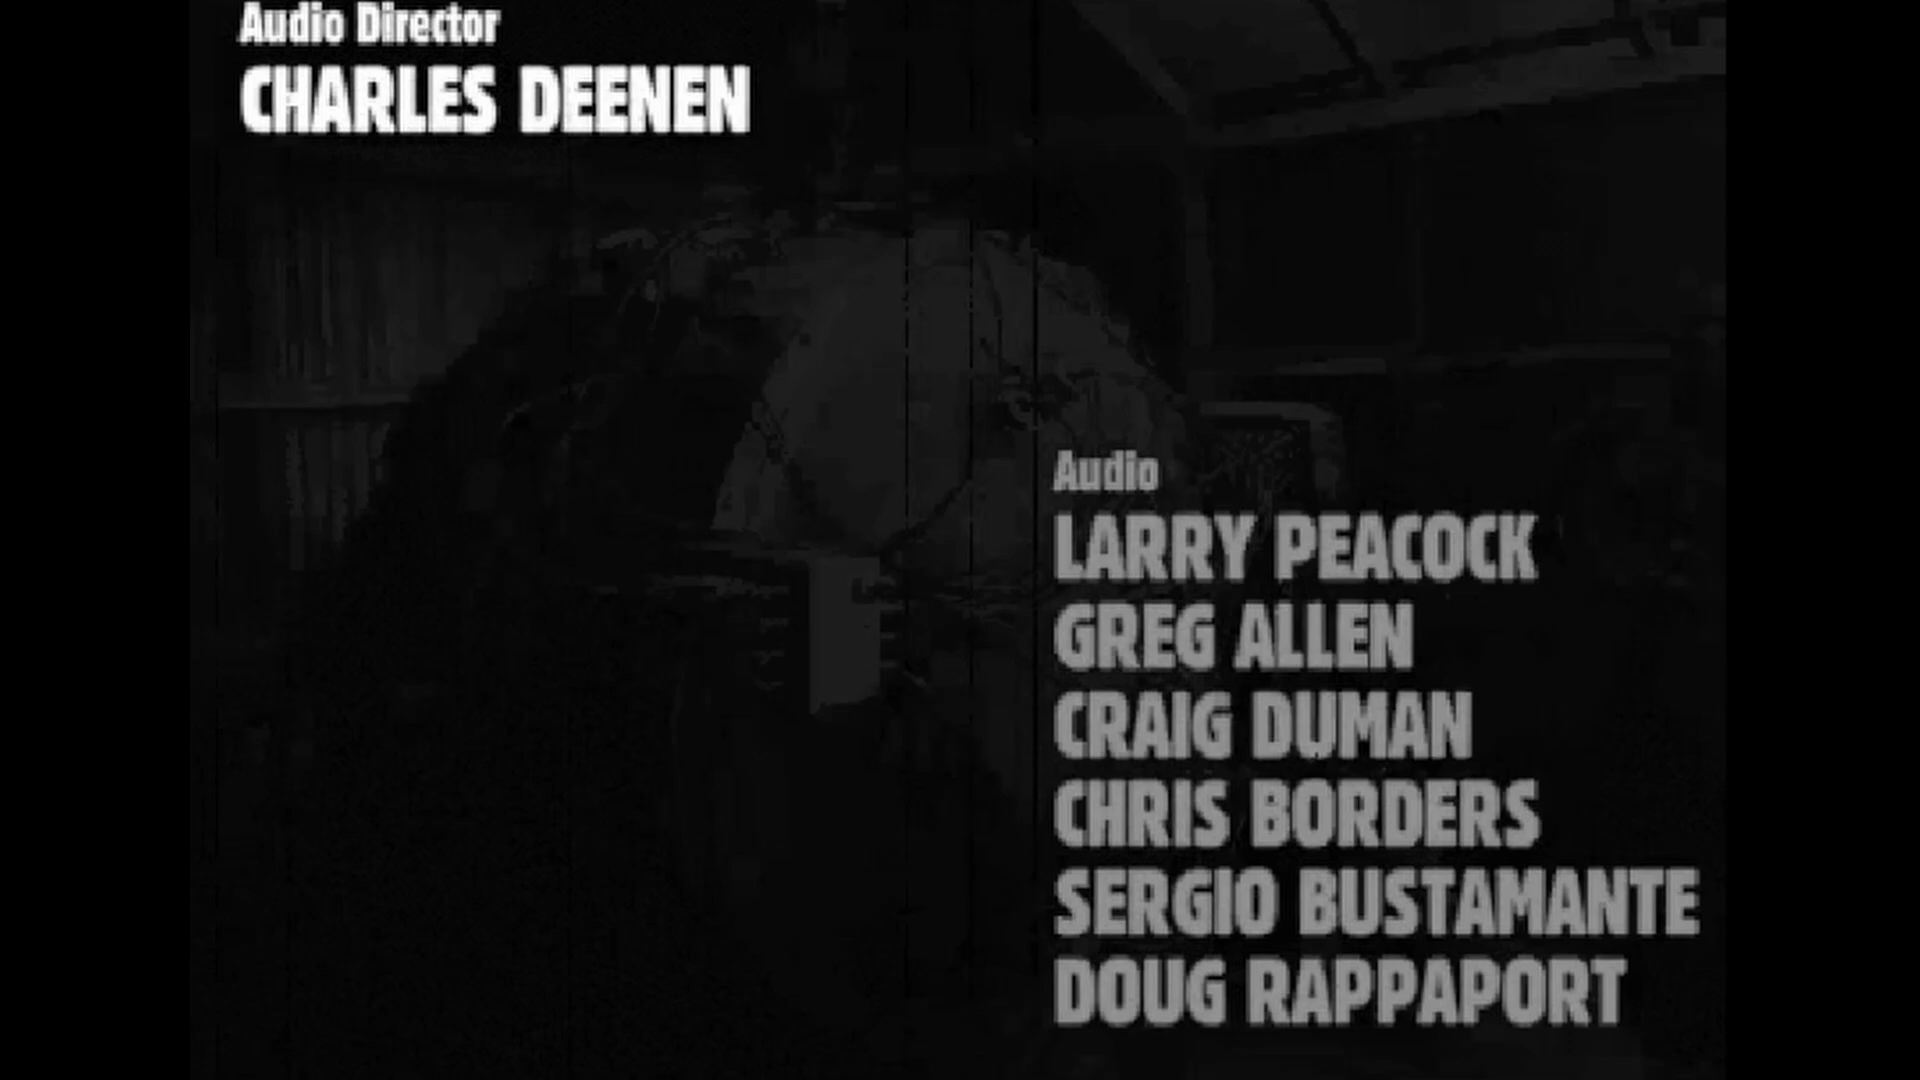 Audio Director
CHARLES DEENEN
Audio
LARRY PEACOCK
GREG ALLEN
CRAIG DUMAN
CHRIS BORDERS
SERGIO BUSTAMANTE
DOUG RAPPAPORT